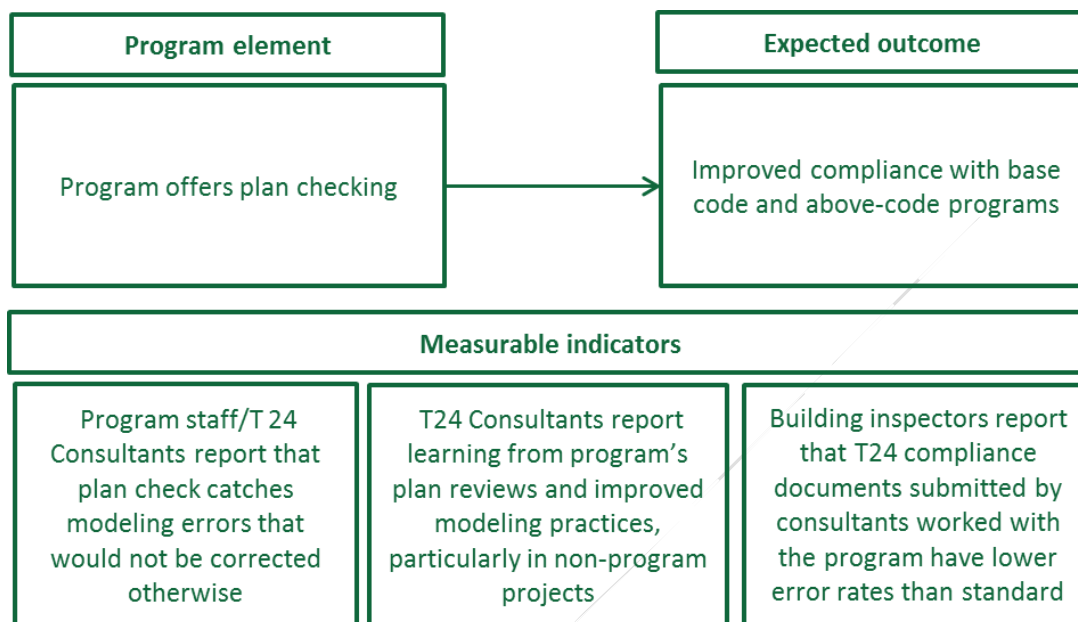 Program element
Expected outcome
Program offers plan checking
Improved compliance with base
code and above-code programs
Measurable indicators
Program staff/T 24
Consultants report that
plan check catches
modeling errors that
would not be corrected
otherwise
T24 Consultants report
learning from program’s
plan reviews and improved
modeling practices,
particularly in non-program
projects
Building inspectors report
that T24 compliance
documents submitted by
consultants worked with
the program have lower
error rates than standard